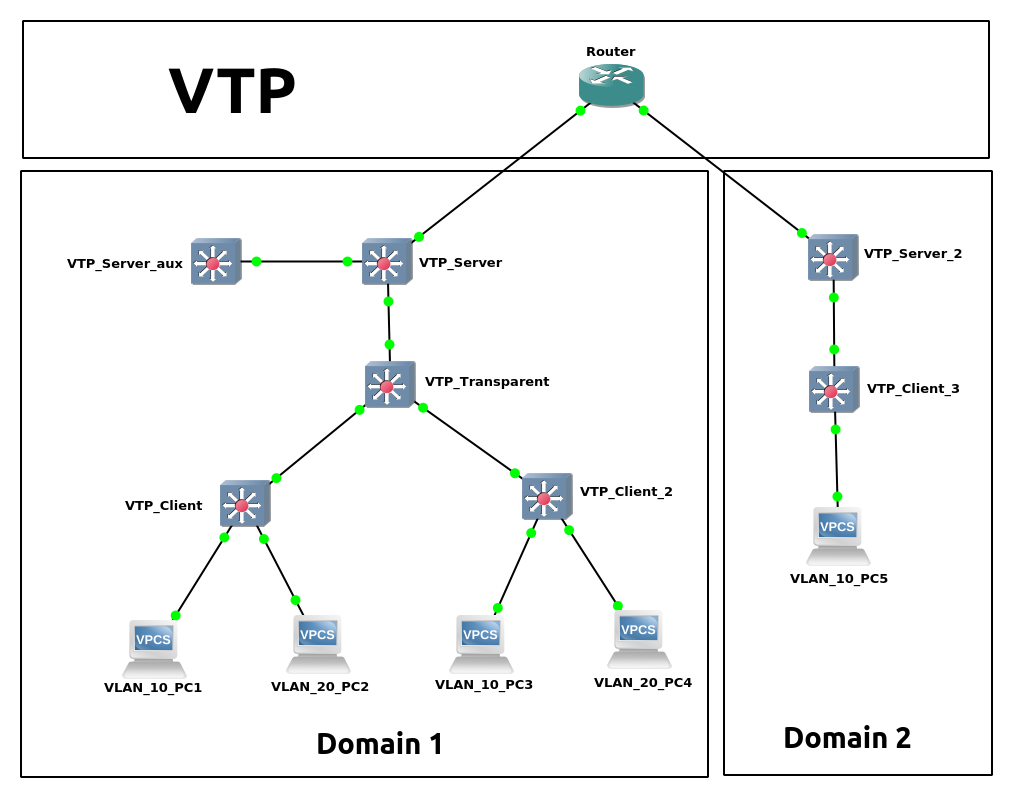 Router
VTP
VTP_Server_aux
VTP_Server
VTP_Server_2
VTP_Transparent
VTP_Client_3
VTP_Client
VTP_Client_2
VPCS
VLAN_10_PC5
VPCS
VPCS
VPCS
VPCS
VLAN_10_PC1
VLAN_20_PC2
VLAN_10_PC3
VLAN_20_PC4
Domain 1
Domain 2